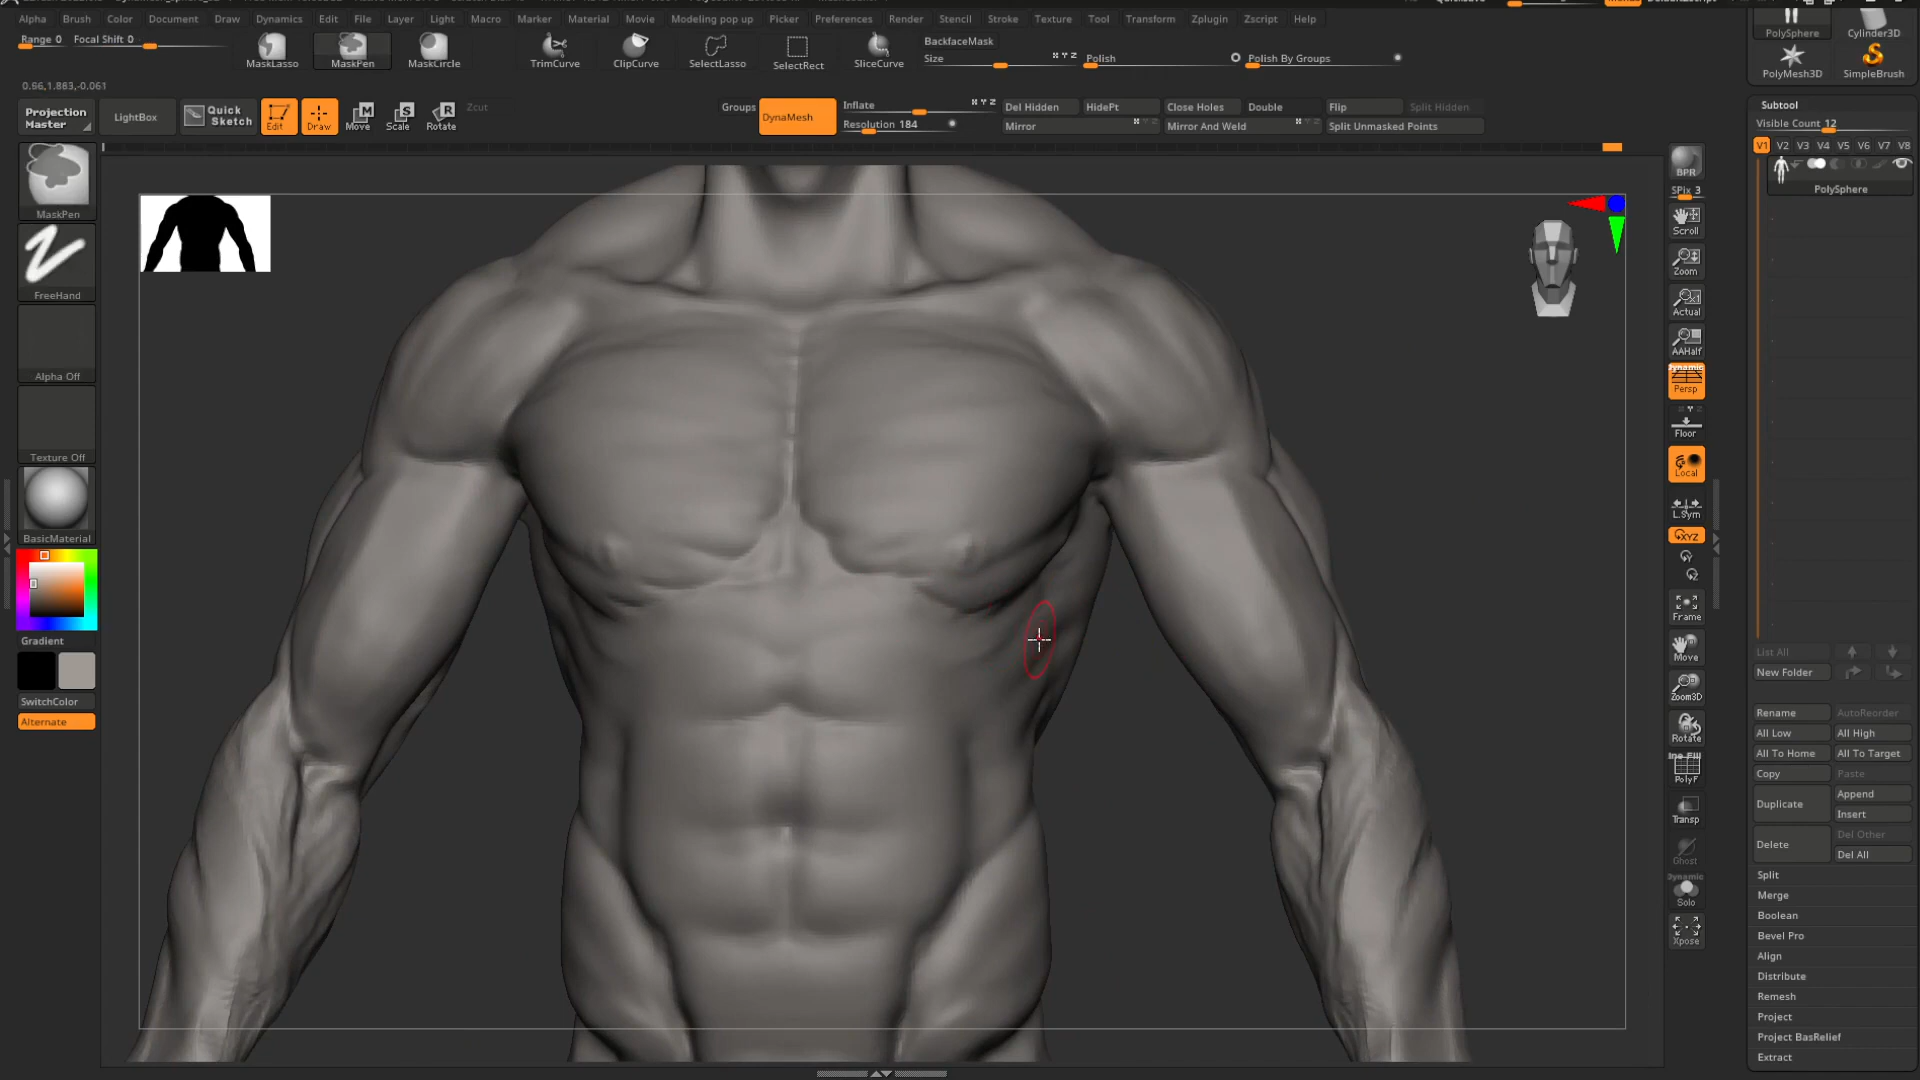 Alpha Brush Color Document Draw Dynamics Edit File Layer Light Macro Marker Material Movie Modeling pop up Picker Preferences Render Stencil Stroke Texture Tool Transform Zplugin Zscript Help
Range 0 Focal Shift 0
MaskLasso MaskPen MaskCircle TrimCurve ClipCurve SelectLasso SelectRect SliceCurve
BackfaceMask
Size X Y Z Polish Polish By Groups
PolySphere Cylinder3D
PolyMesh3D SimpleBrush
0.96,1.883,-0.061
Projection Master
LightBox
Quick Sketch
Edit Draw Move Scale Rotate
Zcut
Groups DynaMesh
Inflate X Y Z
Resolution 184
Del Hidden HidePt Close Holes Double Flip Split Hidden
Mirror Mirror And Weld Split Unmasked Points
MaskPen
FreeHand
Alpha Off
Texture Off
BasicMaterial
Gradient
SwitchColor
Alternate
BPR
SPix 3
Scroll
Zoom
Actual
AAHalf
Dynamic
Persp
Floor
Local
L.Sym
XYZ
Frame
Move
Zoom3D
Rotate
Line Fill
PolyF
Transp
Ghost
Dynamic
Solo
Xpose
Subtool
Visible Count 12
V1 V2 V3 V4 V5 V6 V7 V8
PolySphere
List All
New Folder
Rename AutoReorder
All Low All High
All To Home All To Target
Copy Paste
Duplicate Append
Insert
Delete Del Other
Del All
Split
Merge
Boolean
Bevel Pro
Align
Distribute
Remesh
Project
Project BasRelief
Extract